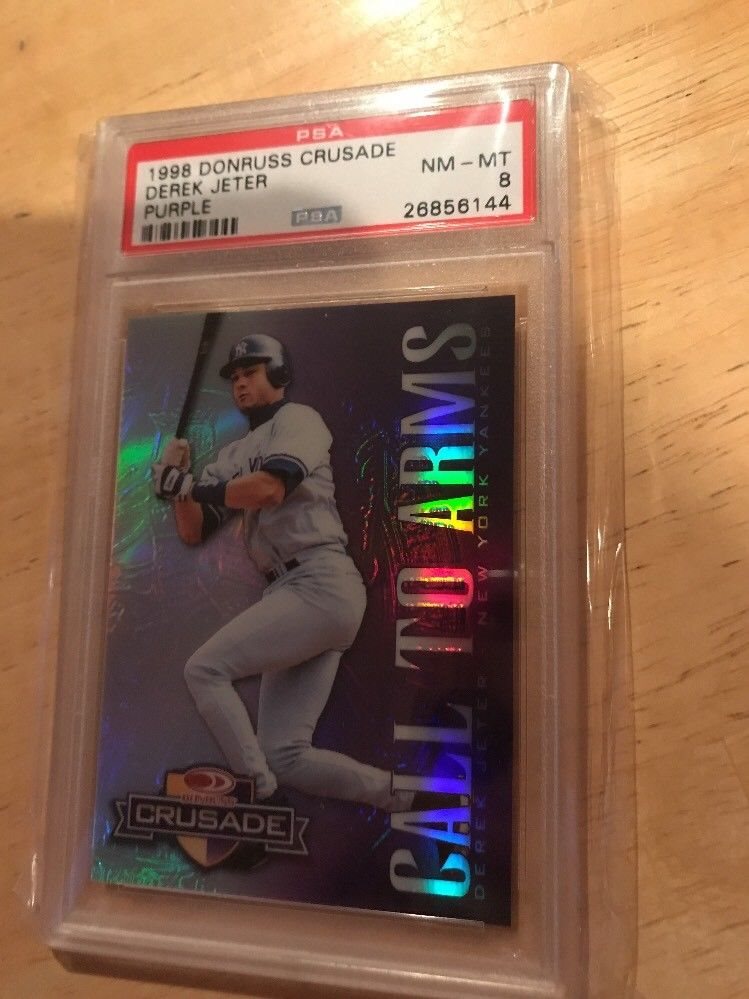 PSA
1998 DONRUSS CRUSADE
DEREK JETER
PURPLE
NM - MT
8
26856144
PSA
CALL TO ARMS
DEREK JETER - NEW YORK YANKEES
DONRUSS
CRUSADE